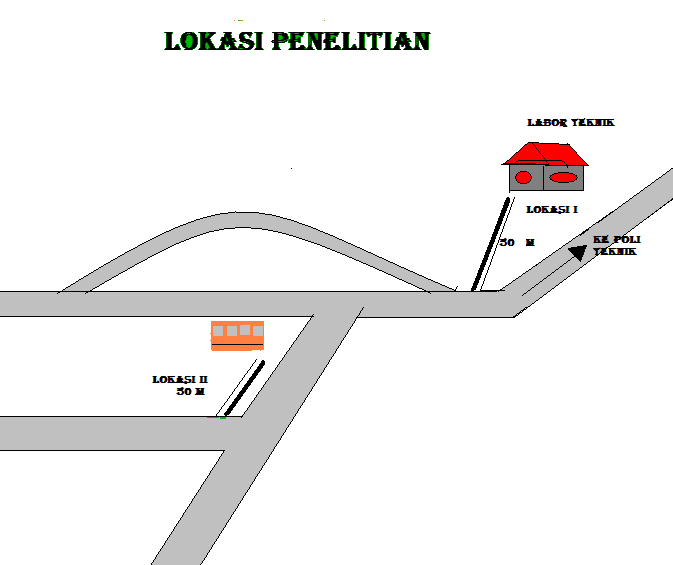 LOKASI PENELITIAN
LABOR TEKNIK
LOKASI I
50 M
KE POLI
TEKNIK
LOKASI II
50 M